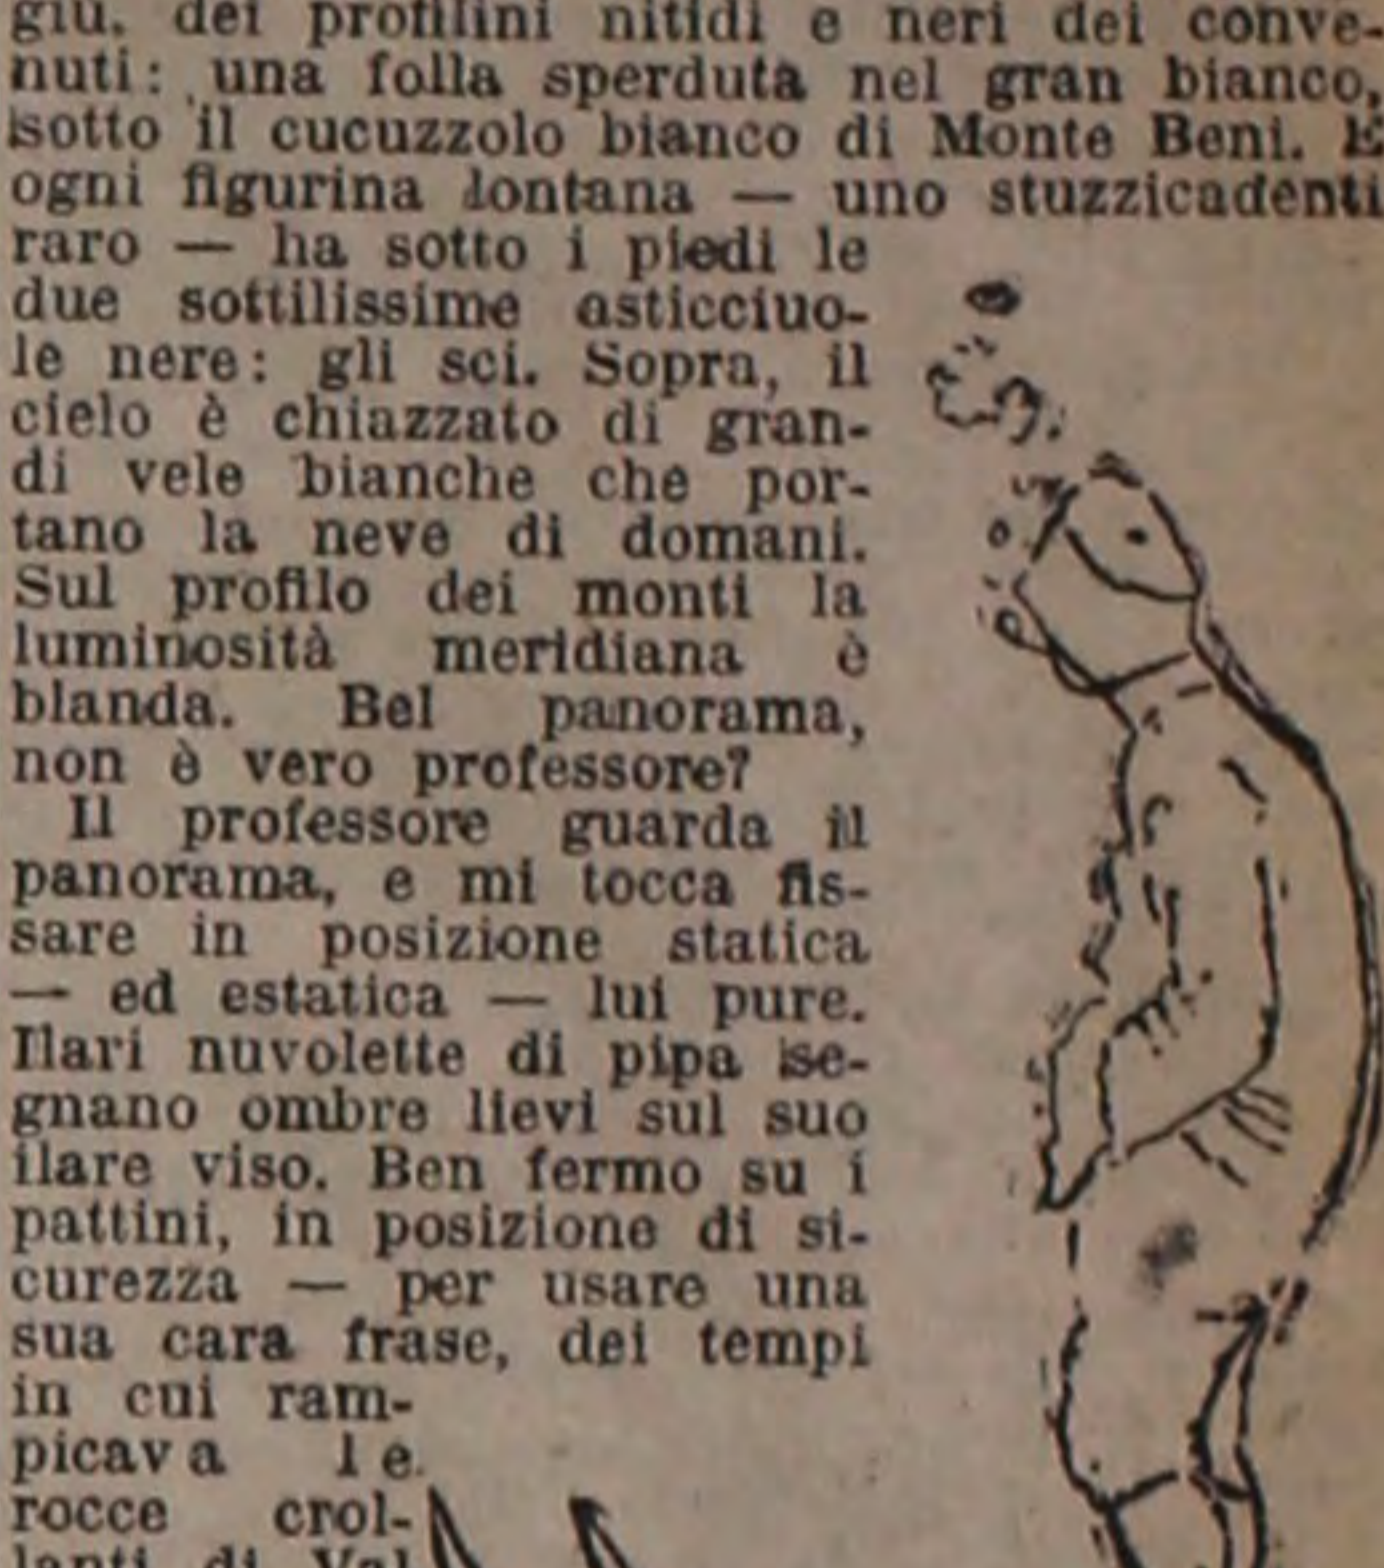 giù, dei profilini nitidi e neri dei conve-
nuti: una folla sperduta nel gran bianco,
sotto il cucuzzolo bianco di Monte Beni. E
ogni figurina lontana — uno stuzzicadenti
raro — ha sotto i piedi le
due sottilissime asticciuo-
le nere: gli sci. Sopra, il
cielo è chiazzato di gran-
di vele bianche che por-
tano la neve di domani.
Sul profilo dei monti la
luminosità meridiana è
blanda. Bel panorama,
non è vero professore?
Il professore guarda il
panorama, e mi tocca fis-
sare in posizione statica
— ed estatica — lui pure.
Ilari nuvolette di pipa se-
gnano ombre lievi sul suo
ilare viso. Ben fermo su i
pattini, in posizione di si-
curezza — per usare una
sua cara frase, dei tempi
in cui ram-
picava le
rocce crol-
lanti di Val